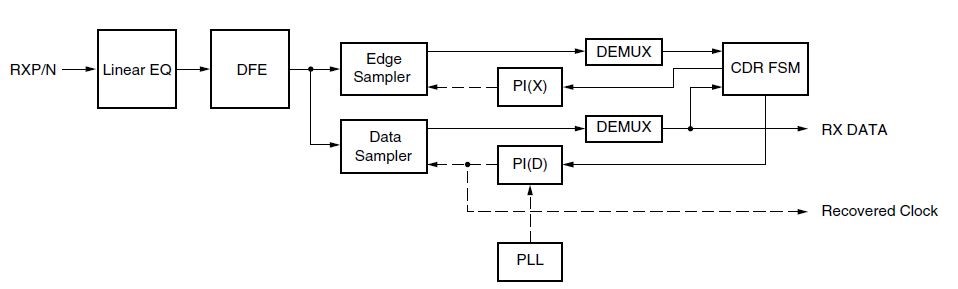 RXP/N
Linear EQ
DFE
Edge
Sampler
DEMUX
CDR FSM
PI(X)
Data
Sampler
DEMUX
RX DATA
PI(D)
Recovered Clock
PLL